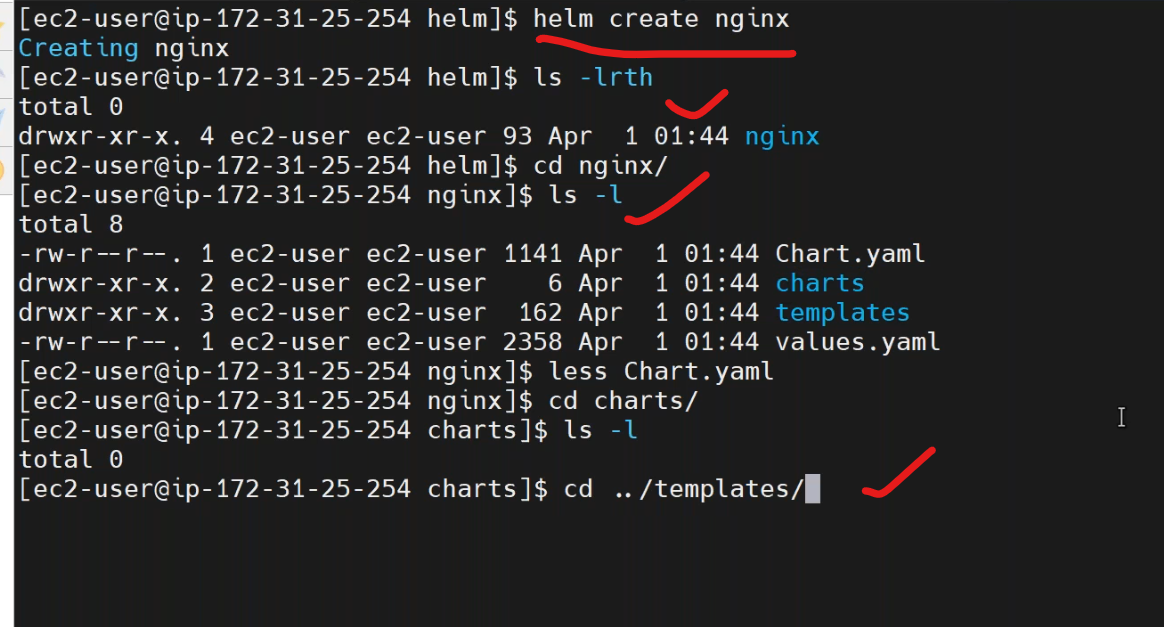 [ec2-user@ip-172-31-25-254 helm]$ helm create nginx
Creating nginx
[ec2-user@ip-172-31-25-254 helm]$ ls -lrth
total 0
drwxr-xr-x. 4 ec2-user ec2-user 93 Apr  1 01:44 nginx
[ec2-user@ip-172-31-25-254 helm]$ cd nginx/
[ec2-user@ip-172-31-25-254 nginx]$ ls -l
total 8
-rw-r--r--. 1 ec2-user ec2-user 1141 Apr  1 01:44 Chart.yaml
drwxr-xr-x. 2 ec2-user ec2-user    6 Apr  1 01:44 charts
drwxr-xr-x. 3 ec2-user ec2-user  162 Apr  1 01:44 templates
-rw-r--r--. 1 ec2-user ec2-user 2358 Apr  1 01:44 values.yaml
[ec2-user@ip-172-31-25-254 nginx]$ less Chart.yaml
[ec2-user@ip-172-31-25-254 nginx]$ cd charts/
[ec2-user@ip-172-31-25-254 charts]$ ls -l
total 0
[ec2-user@ip-172-31-25-254 charts]$ cd ../templates/